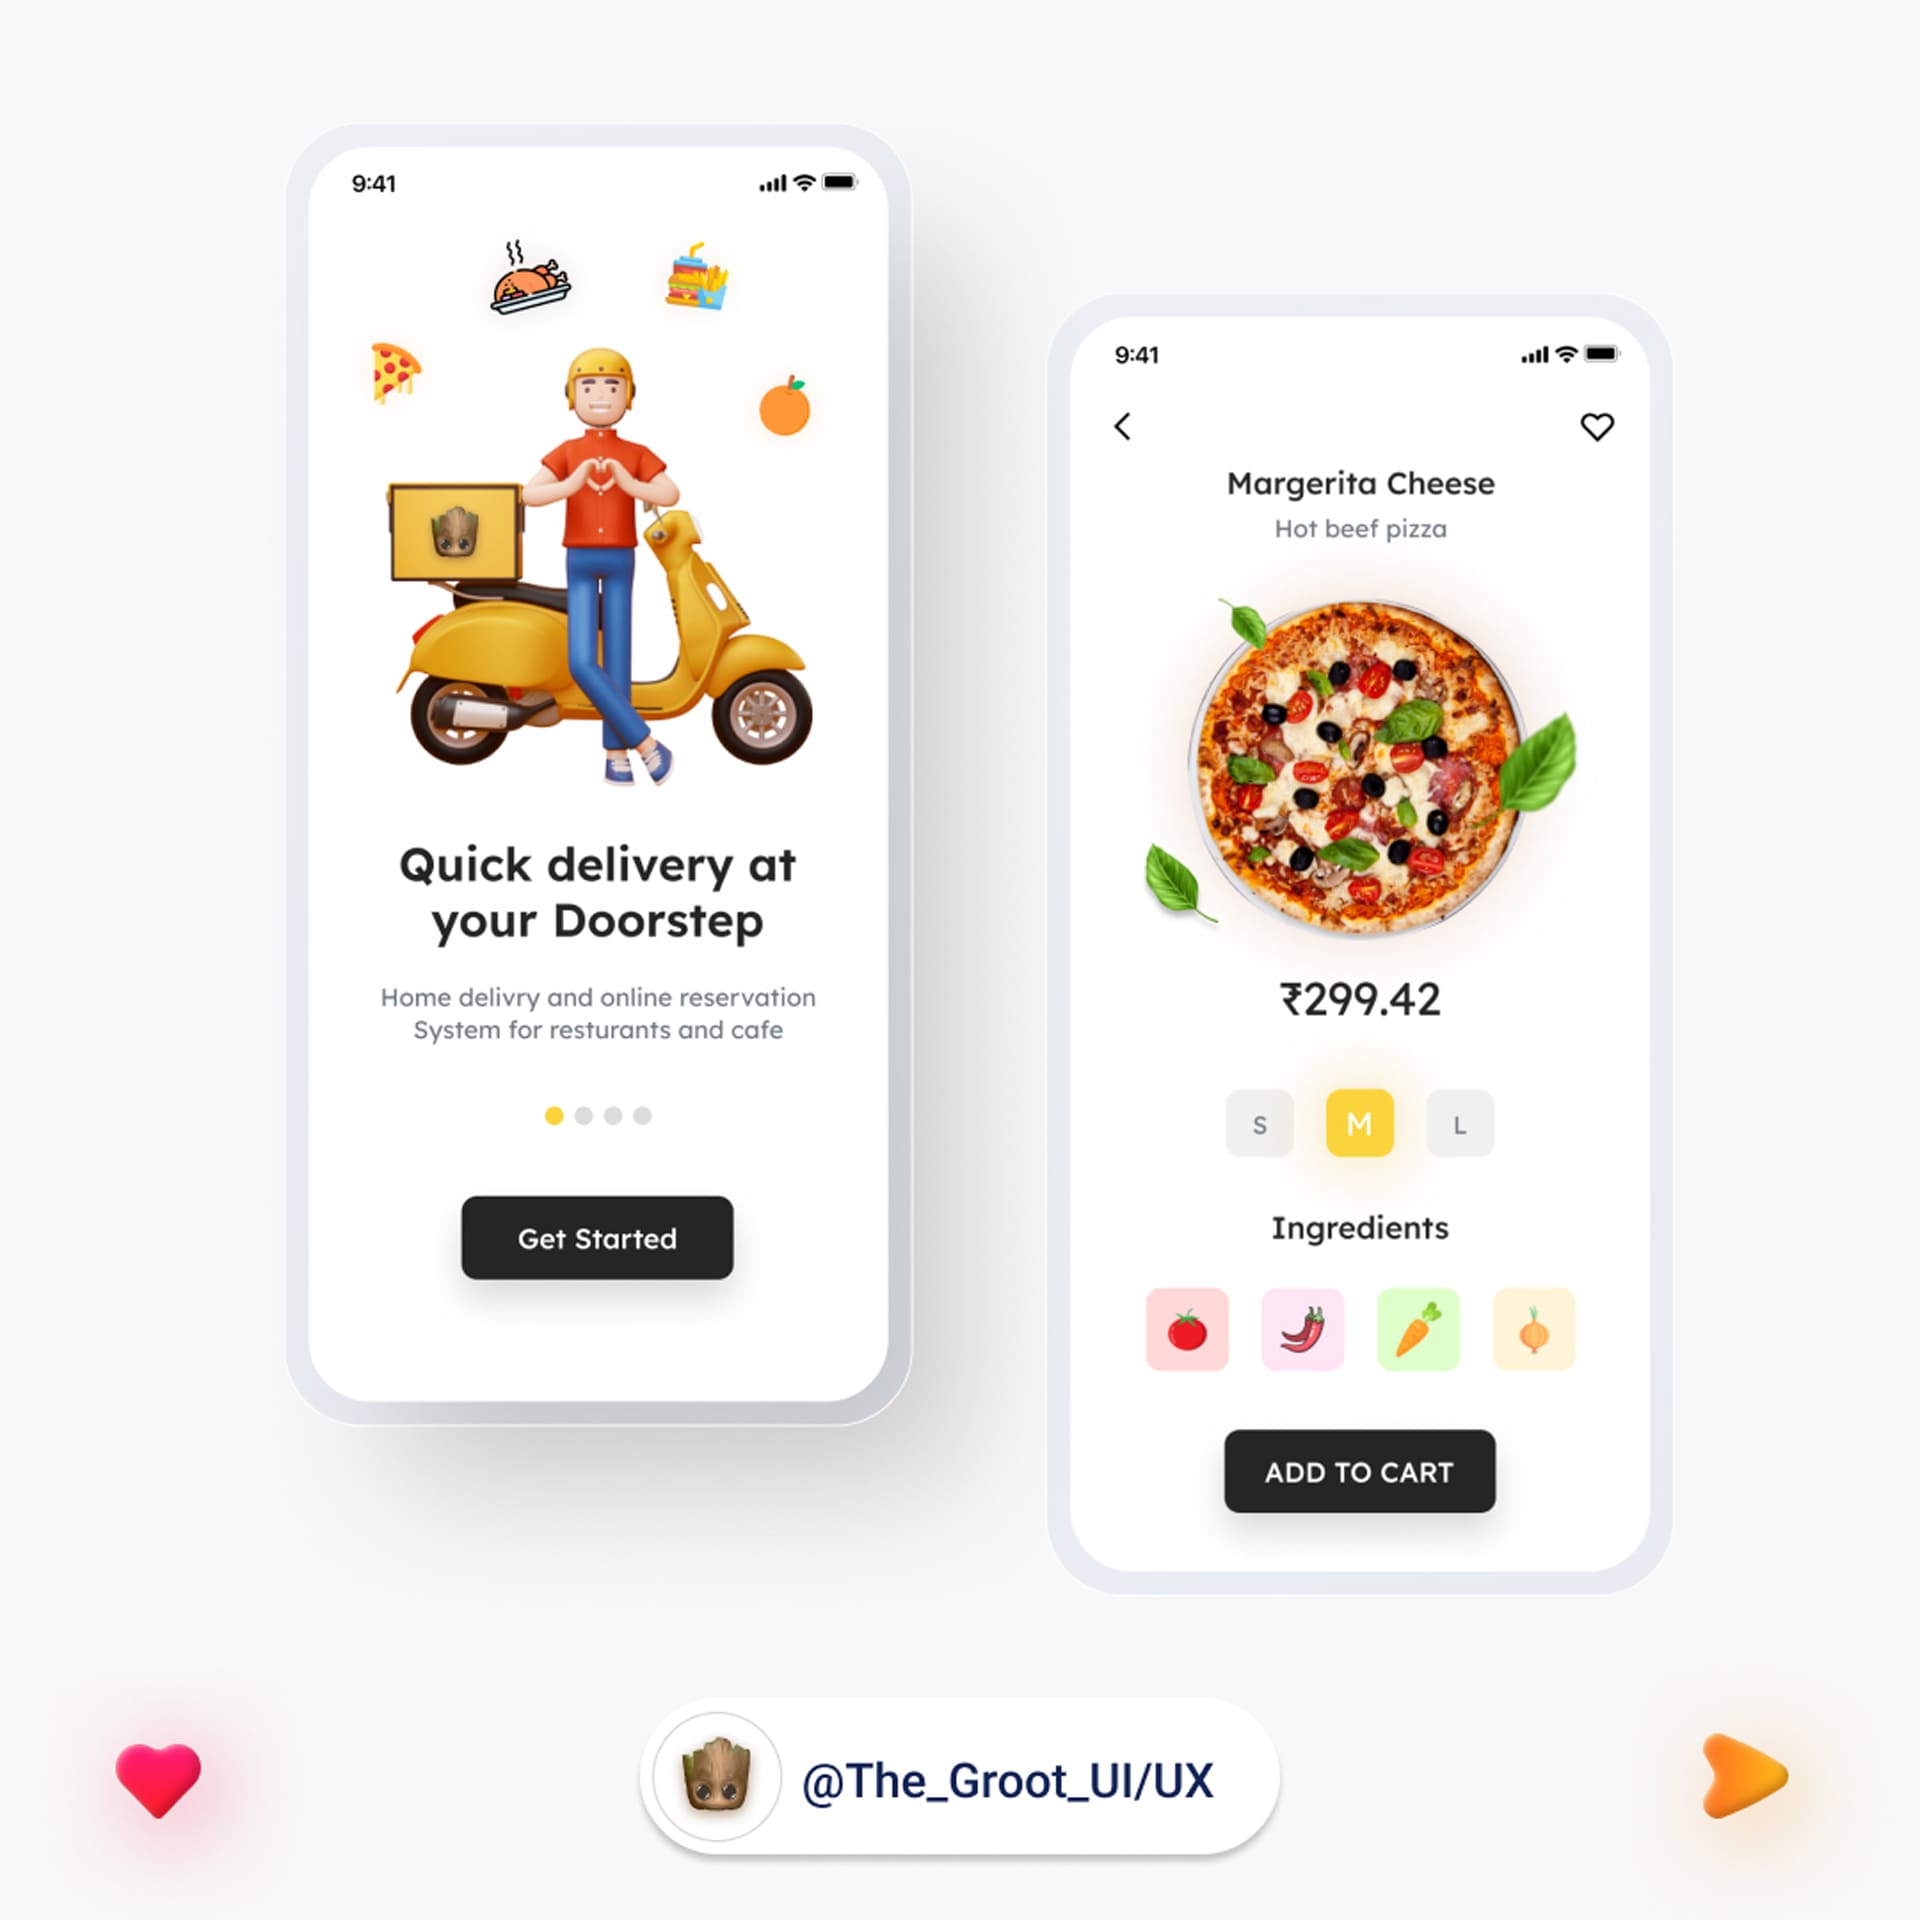 9:41
Quick delivery at
your Doorstep
Home delivry and online reservation
System for resturants and cafe
Get Started
9:41
Margerita Cheese
Hot beef pizza
₹299.42
S M L
Ingredients
ADD TO CART
@The_Groot_UI/UX